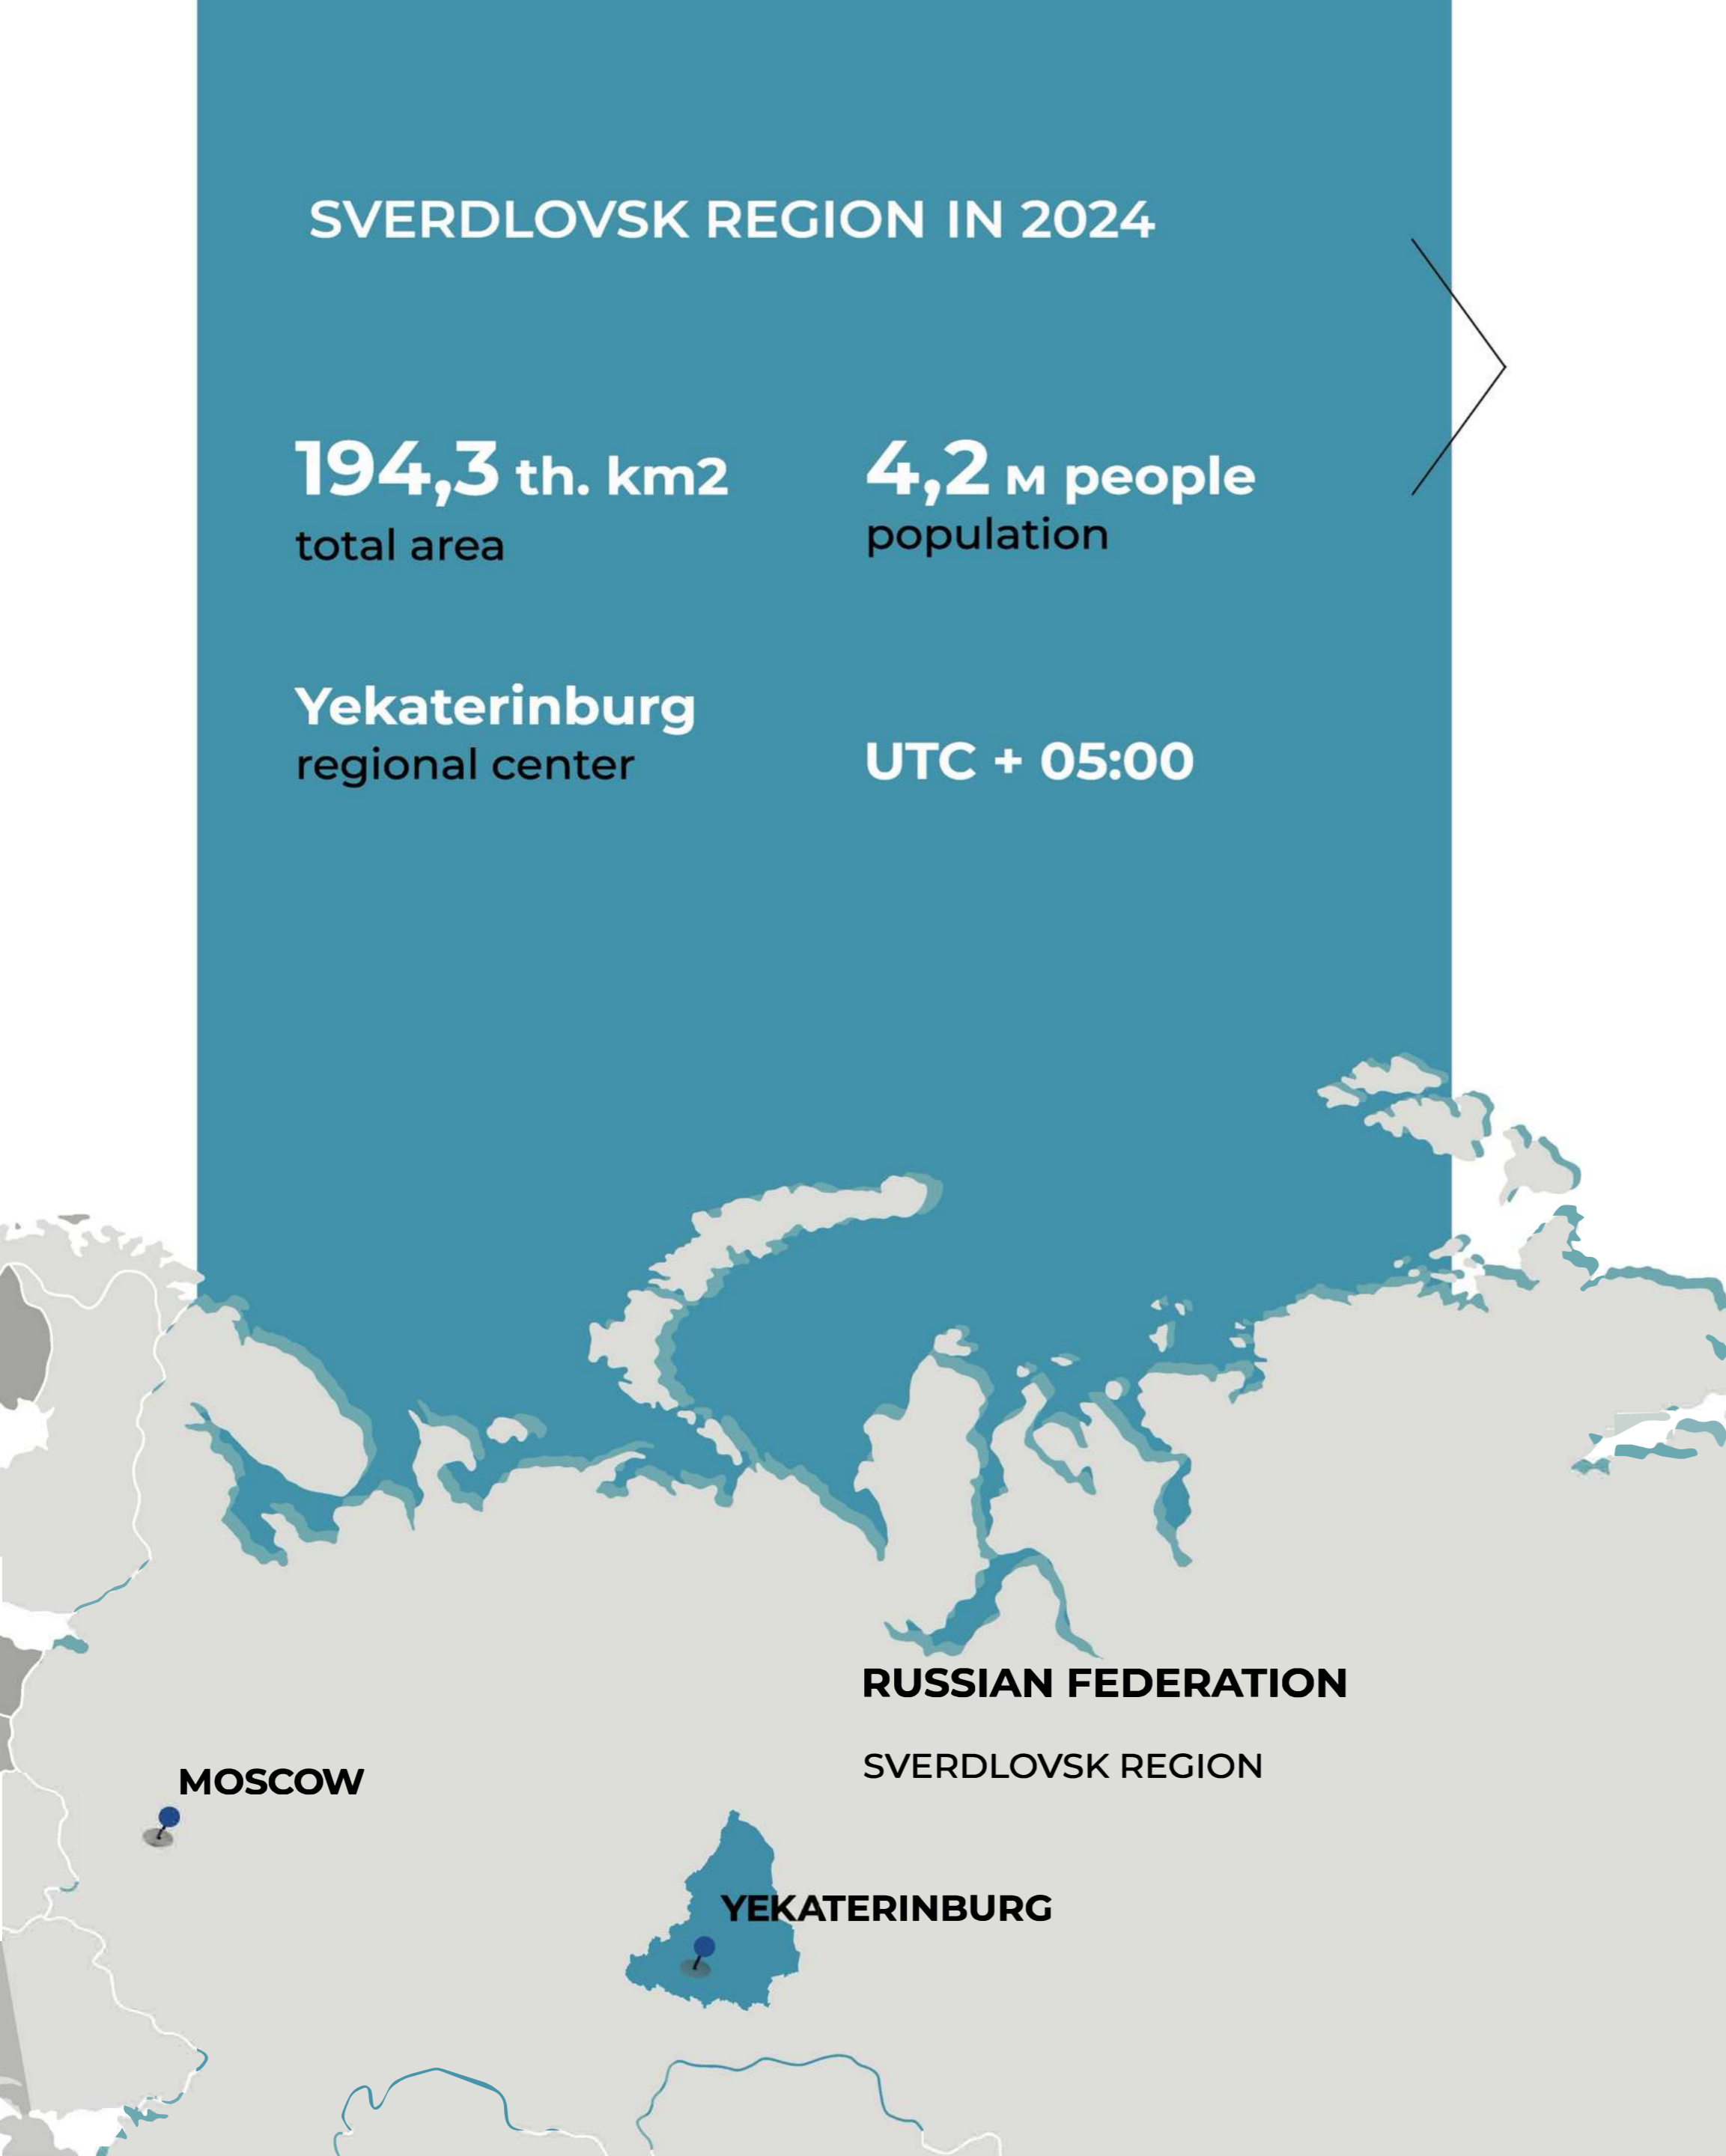 SVERDLOVSK REGION IN 2024
194,3 th. km2
total area
4,2 м people
population
Yekaterinburg
regional center
UTC + 05:00
RUSSIAN FEDERATION
SVERDLOVSK REGION
MOSCOW
YEKATERINBURG